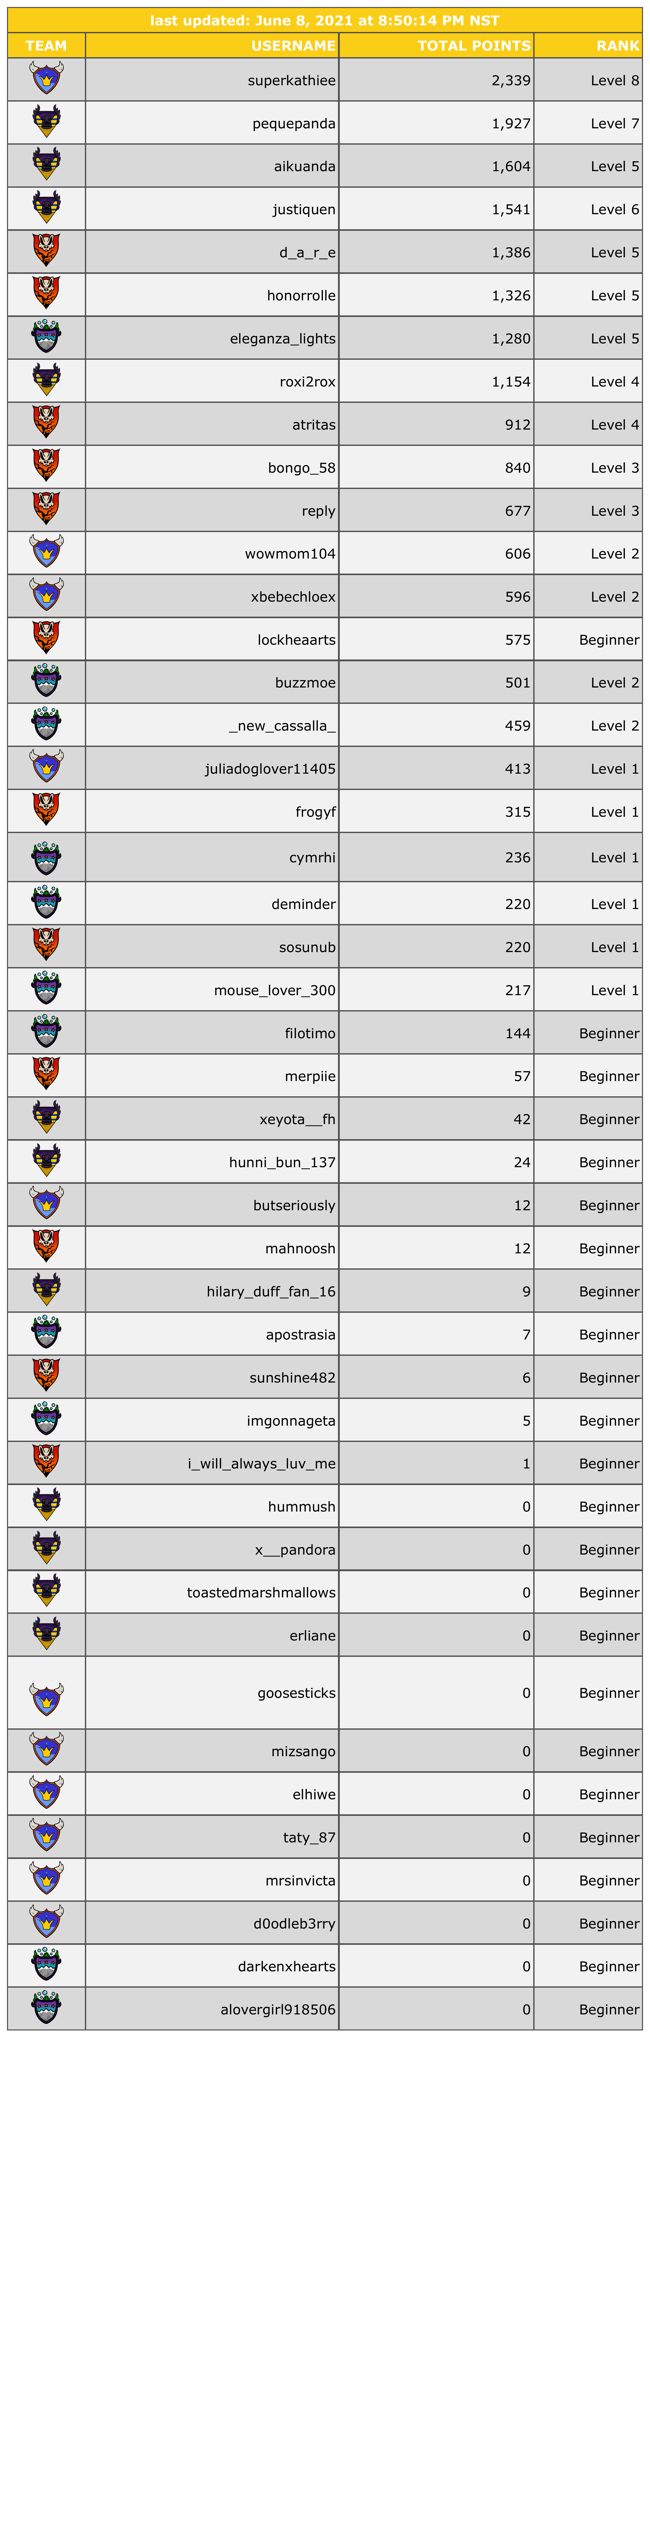 last updated: June 8, 2021 at 8:50:14 PM NST
TEAM USERNAME TOTAL POINTS RANK
superkathiee 2,339 Level 8
pequepanda 1,927 Level 7
aikuanda 1,604 Level 5
justiquen 1,541 Level 6
d_a_r_e 1,386 Level 5
honorrolle 1,326 Level 5
eleganza_lights 1,280 Level 5
roxi2rox 1,154 Level 4
atritas 912 Level 4
bongo_58 840 Level 3
reply 677 Level 3
wowmom104 606 Level 2
xbebechloex 596 Level 2
lockheaarts 575 Beginner
buzzmoe 501 Level 2
_new_cassalla_ 459 Level 2
juliadoglover11405 413 Level 1
frogyf 315 Level 1
cymrhi 236 Level 1
deminder 220 Level 1
sosunub 220 Level 1
mouse_lover_300 217 Level 1
filotimo 144 Beginner
merpiie 57 Beginner
xeyota__fh 42 Beginner
hunni_bun_137 24 Beginner
butseriously 12 Beginner
mahnoosh 12 Beginner
hilary_duff_fan_16 9 Beginner
apostrasia 7 Beginner
sunshine482 6 Beginner
imgonnageta 5 Beginner
i_will_always_luv_me 1 Beginner
hummush 0 Beginner
x__pandora 0 Beginner
toastedmarshmallows 0 Beginner
erliane 0 Beginner
goosesticks 0 Beginner
mizsango 0 Beginner
elhiwe 0 Beginner
taty_87 0 Beginner
mrsinvicta 0 Beginner
d0odleb3rry 0 Beginner
darkenxhearts 0 Beginner
alovergirl918506 0 Beginner